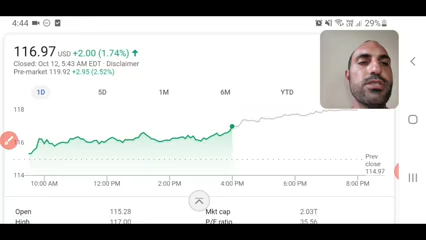 4:44 29%
116.97 USD +2.00 (1.74%) ↑
Closed: Oct 12, 5:43 AM EDT · Disclaimer
Pre-market 119.92 +2.95 (2.52%)
1D 5D 1M 6M YTD
118
116
Prev
close
114.97
114
10:00 AM 12:00 PM 2:00 PM 4:00 PM 6:00 PM 8:00 PM
Open 115.28 Mkt cap 2.03T
High 117.00 P/E ratio 35.56